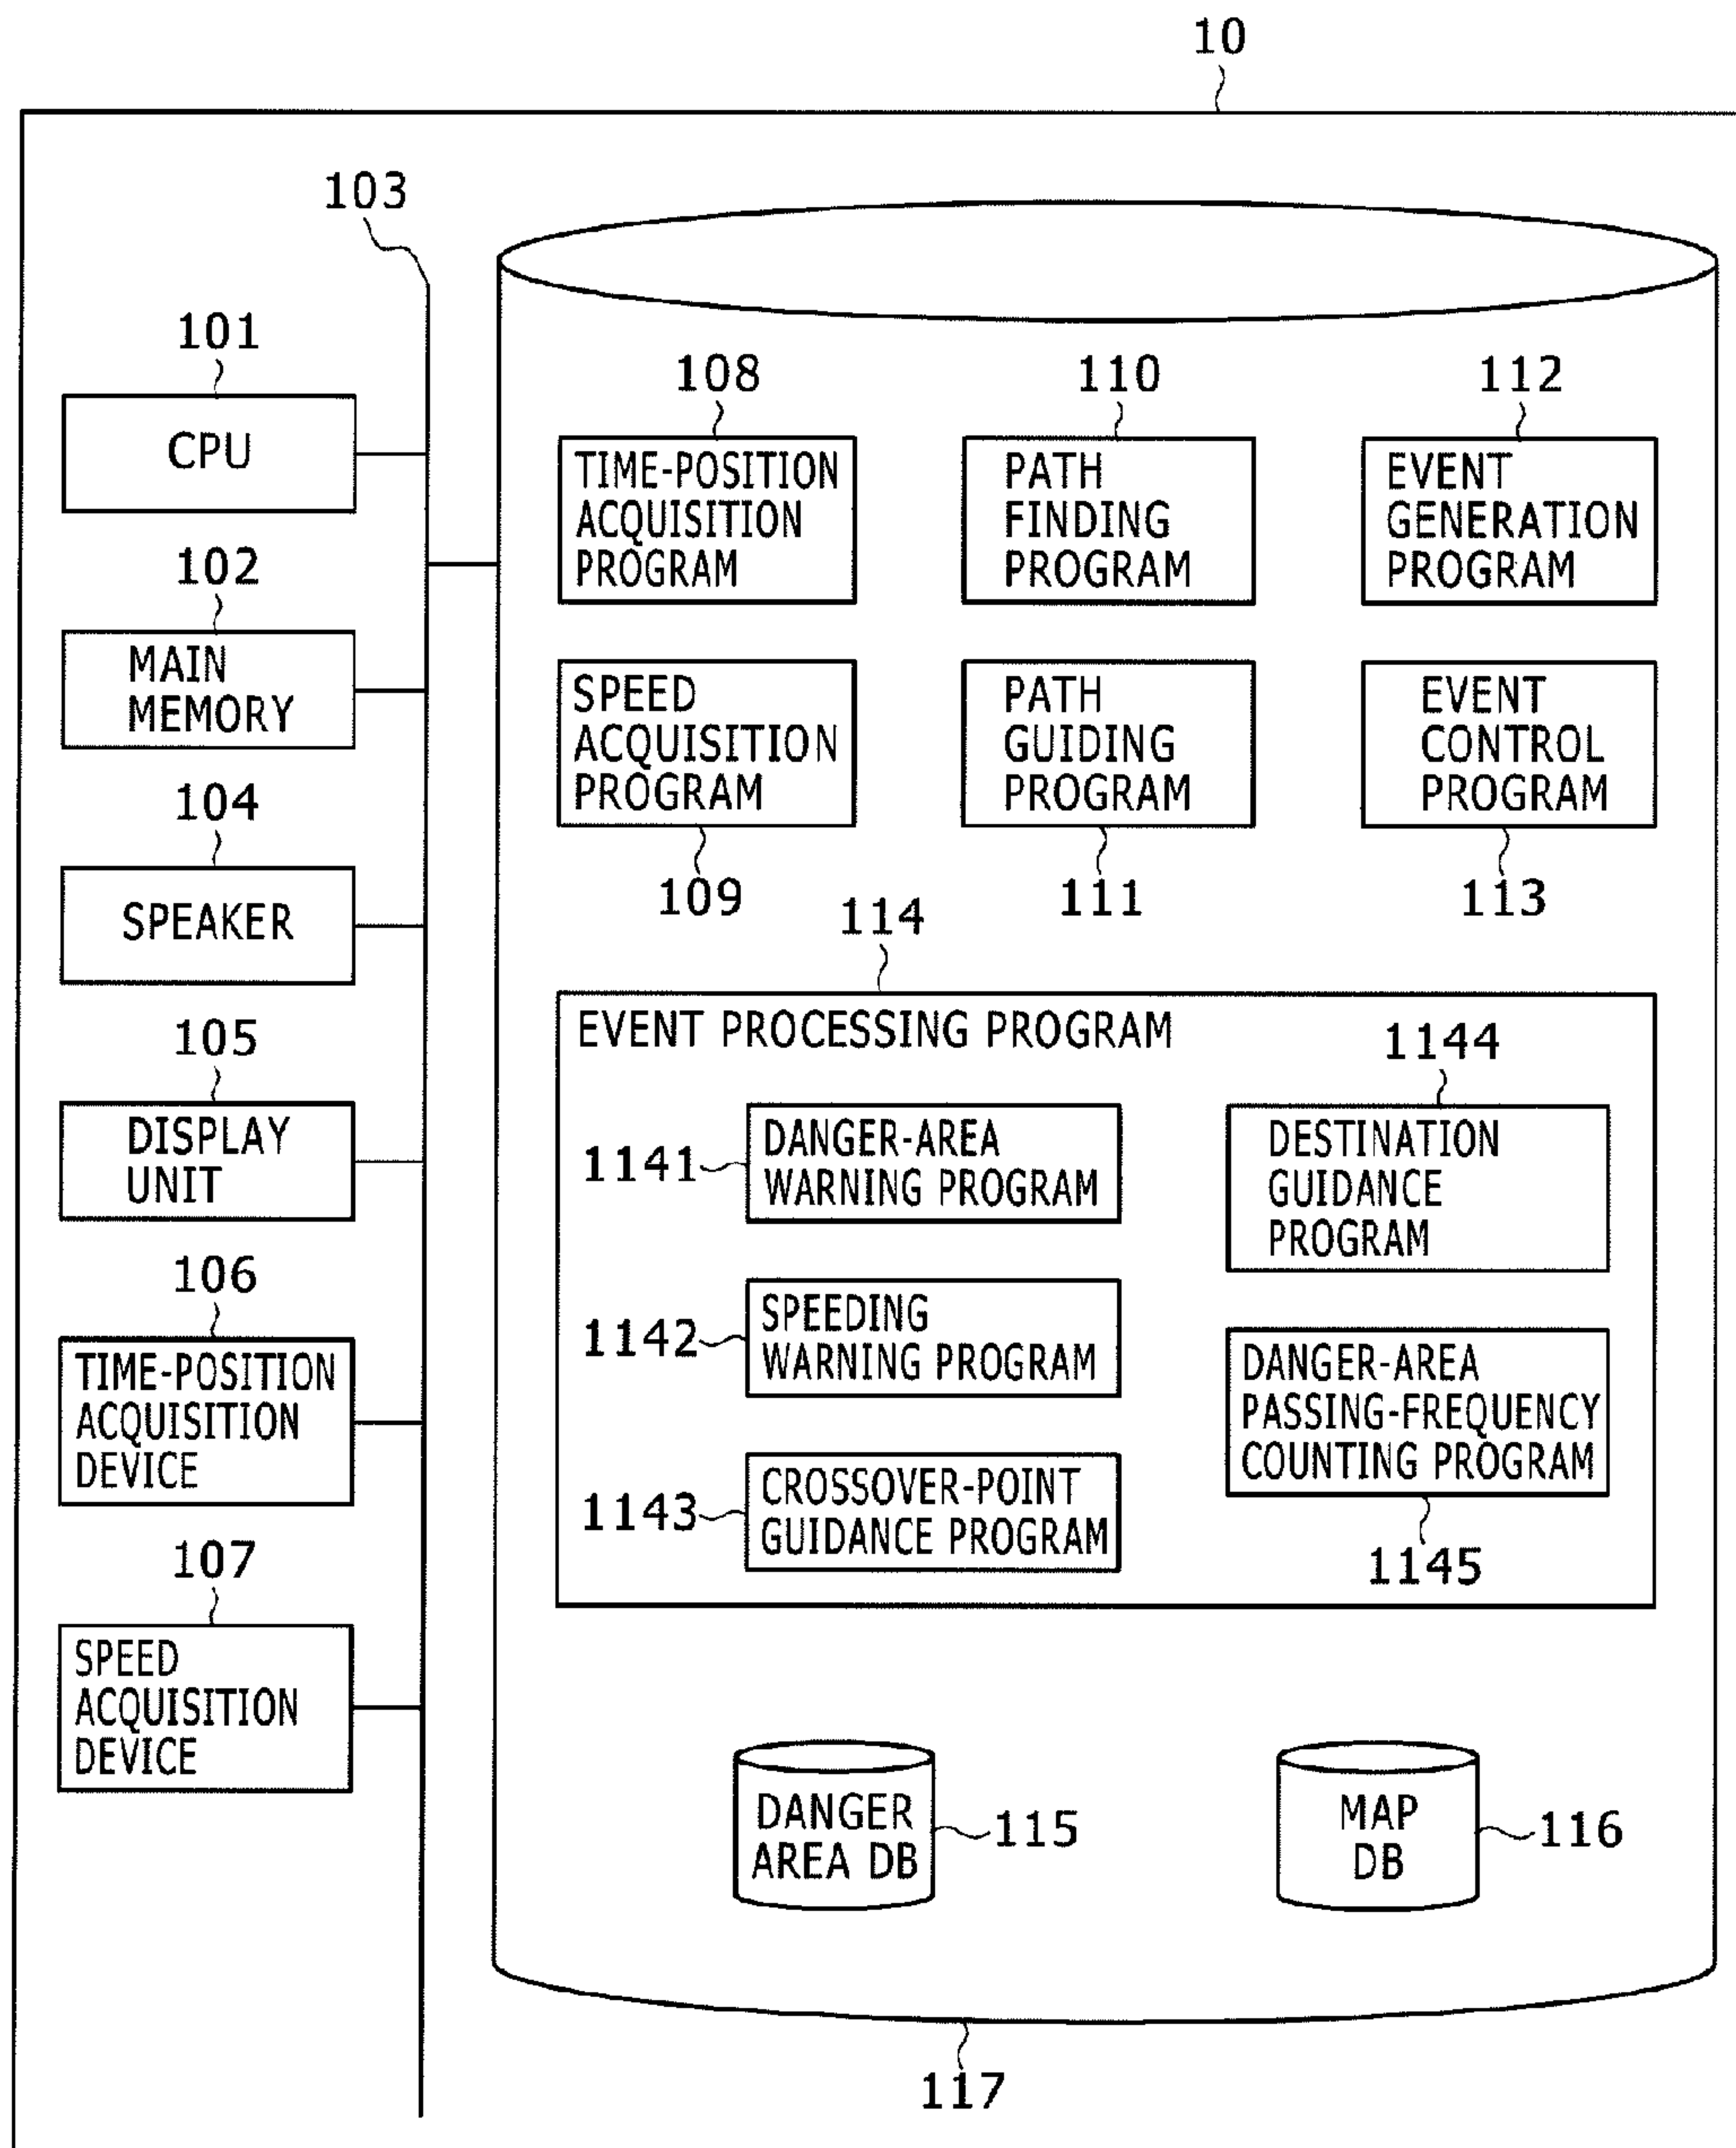 10
103
101
CPU
102
MAIN
MEMORY
104
SPEAKER
105
DISPLAY
UNIT
106
TIME-POSITION
ACQUISITION
DEVICE
107
SPEED
ACQUISITION
DEVICE
108
TIME-POSITION
ACQUISITION
PROGRAM
110
PATH
FINDING
PROGRAM
112
EVENT
GENERATION
PROGRAM
SPEED
ACQUISITION
PROGRAM
109
PATH
GUIDING
PROGRAM
111
EVENT
CONTROL
PROGRAM
113
114
EVENT PROCESSING PROGRAM
1141
DANGER-AREA
WARNING PROGRAM
1142
SPEEDING
WARNING PROGRAM
1143
CROSSOVER-POINT
GUIDANCE PROGRAM
1144
DESTINATION
GUIDANCE
PROGRAM
DANGER-AREA
PASSING-FREQUENCY
COUNTING PROGRAM
1145
DANGER
AREA DB
115
MAP
DB
116
117